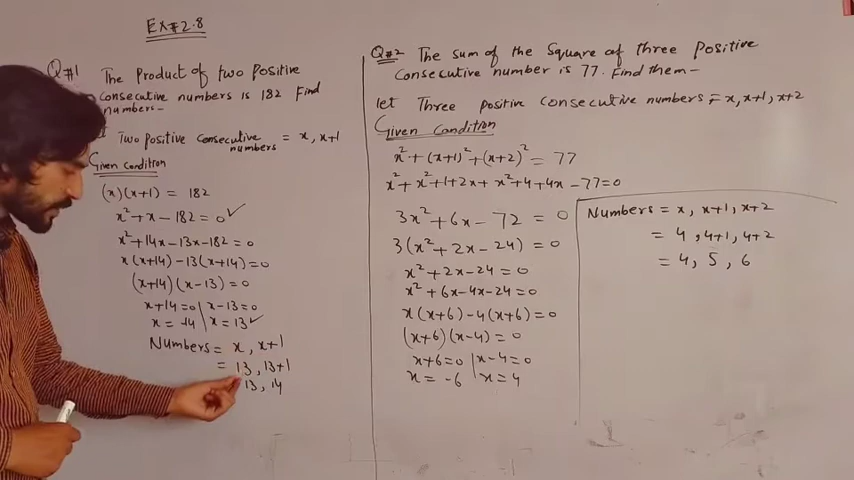 Ex # 2.8
Q#1 The Product of two Positive
consecutive numbers is 182 Find
numbers-
Two positive consecutive numbers = x, x+1
Given condition
(x)(x+1) = 182
x²+x-182=0✓
x²+14x-13x-182=0
x(x+14)-13(x+14)=0
(x+14)(x-13)=0
x+14=0 | x-13=0
x=-14 | x=13✓
Numbers= x, x+1
= 13, 13+1
13, 14
Q#2 The sum of the Square of three Positive
Consecutive number is 77. Find them-
let Three positive consecutive numbers = x, x+1, x+2
Given condition
x²+(x+1)²+(x+2)²=77
x²+x²+1+2x+x²+4+4x-77=0
3x²+6x-72=0
3(x²+2x-24)=0
x²+2x-24=0
x²+6x-4x-24=0
x(x+6)-4(x+6)=0
(x+6)(x-4)=0
x+6=0 | x-4=0
x=-6 | x=4
Numbers = x, x+1, x+2
= 4, 4+1, 4+2
= 4, 5, 6